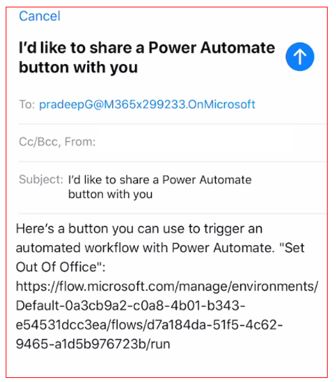 Cancel
I'd like to share a Power Automate
button with you
To: pradeepG@M365x299233.OnMicrosoft
Cc/Bcc, From:
Subject: I'd like to share a Power Automate
button with you
Here's a button you can use to trigger an
automated workflow with Power Automate. "Set
Out Of Office":
https://flow.microsoft.com/manage/environments/
Default-0a3cb9a2-c0a8-4b01-b343-
e54531dcc3ea/flows/d7a184da-51f5-4c62-
9465-a1d5b976723b/run